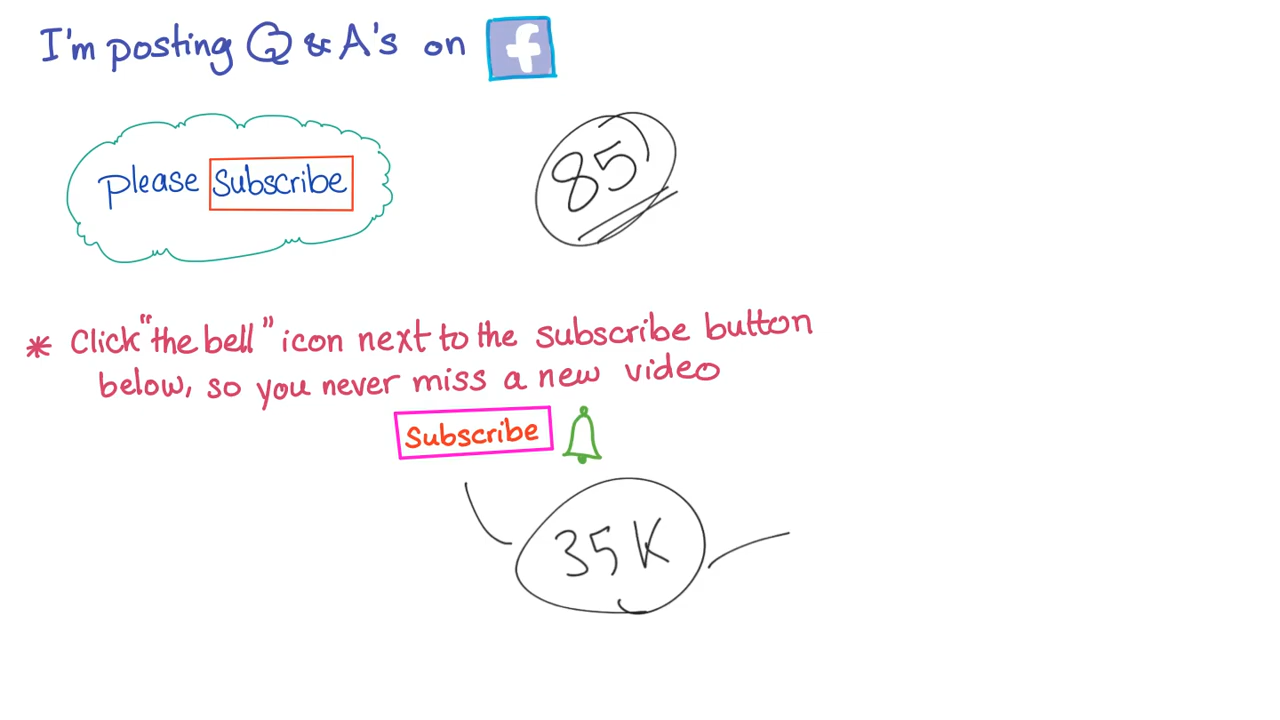 I'm posting Q & A's on f
please Subscribe
85
* Click "the bell" icon next to the subscribe button
below, so you never miss a new video
Subscribe
35K